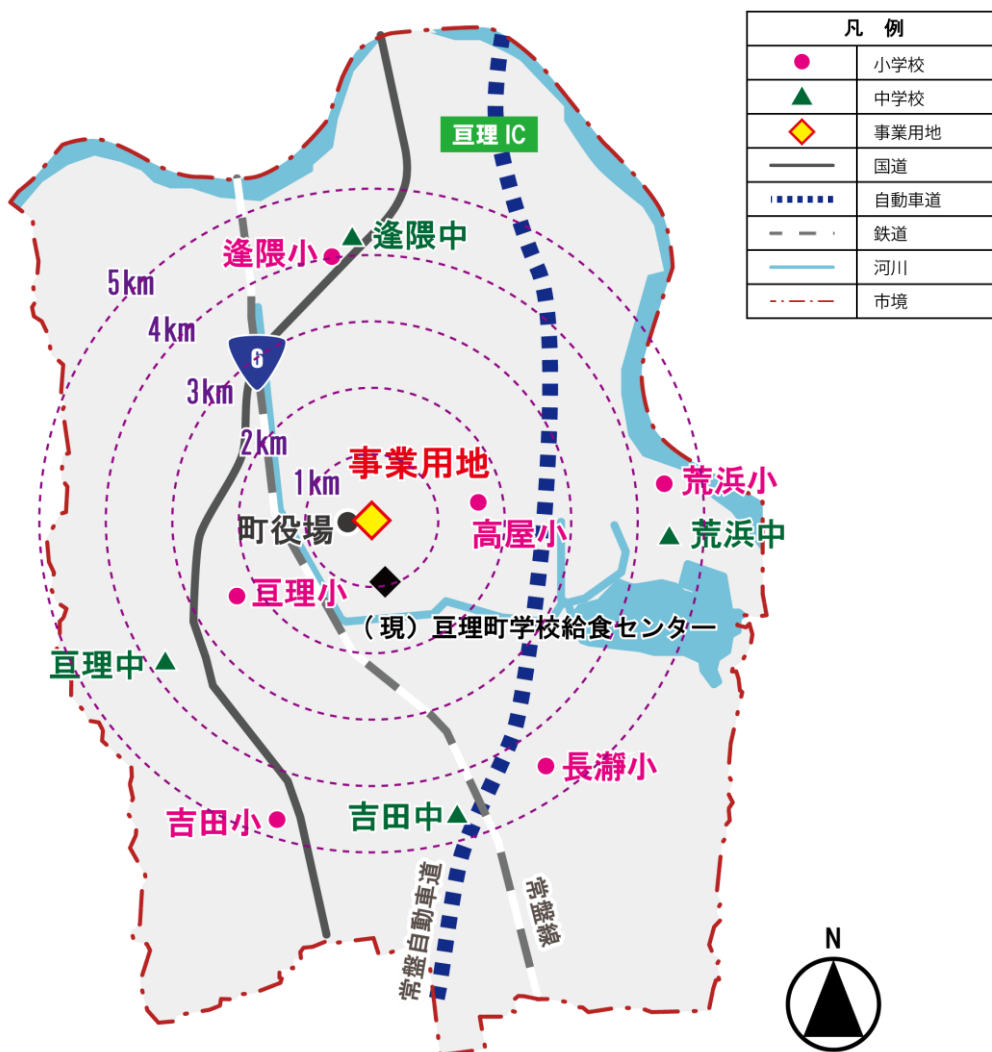 凡 例
小学校
中学校
事業用地
国道
自動車道
鉄道
河川
市境
亘理 IC
逢隈小
逢隈中
5km
4km
3km
2km
1km
6
事業用地
町役場
高屋小
荒浜小
荒浜中
亘理小
(現)亘理町学校給食センター
亘理中
長瀞小
吉田小
吉田中
常盤自動車道
常盤線
N